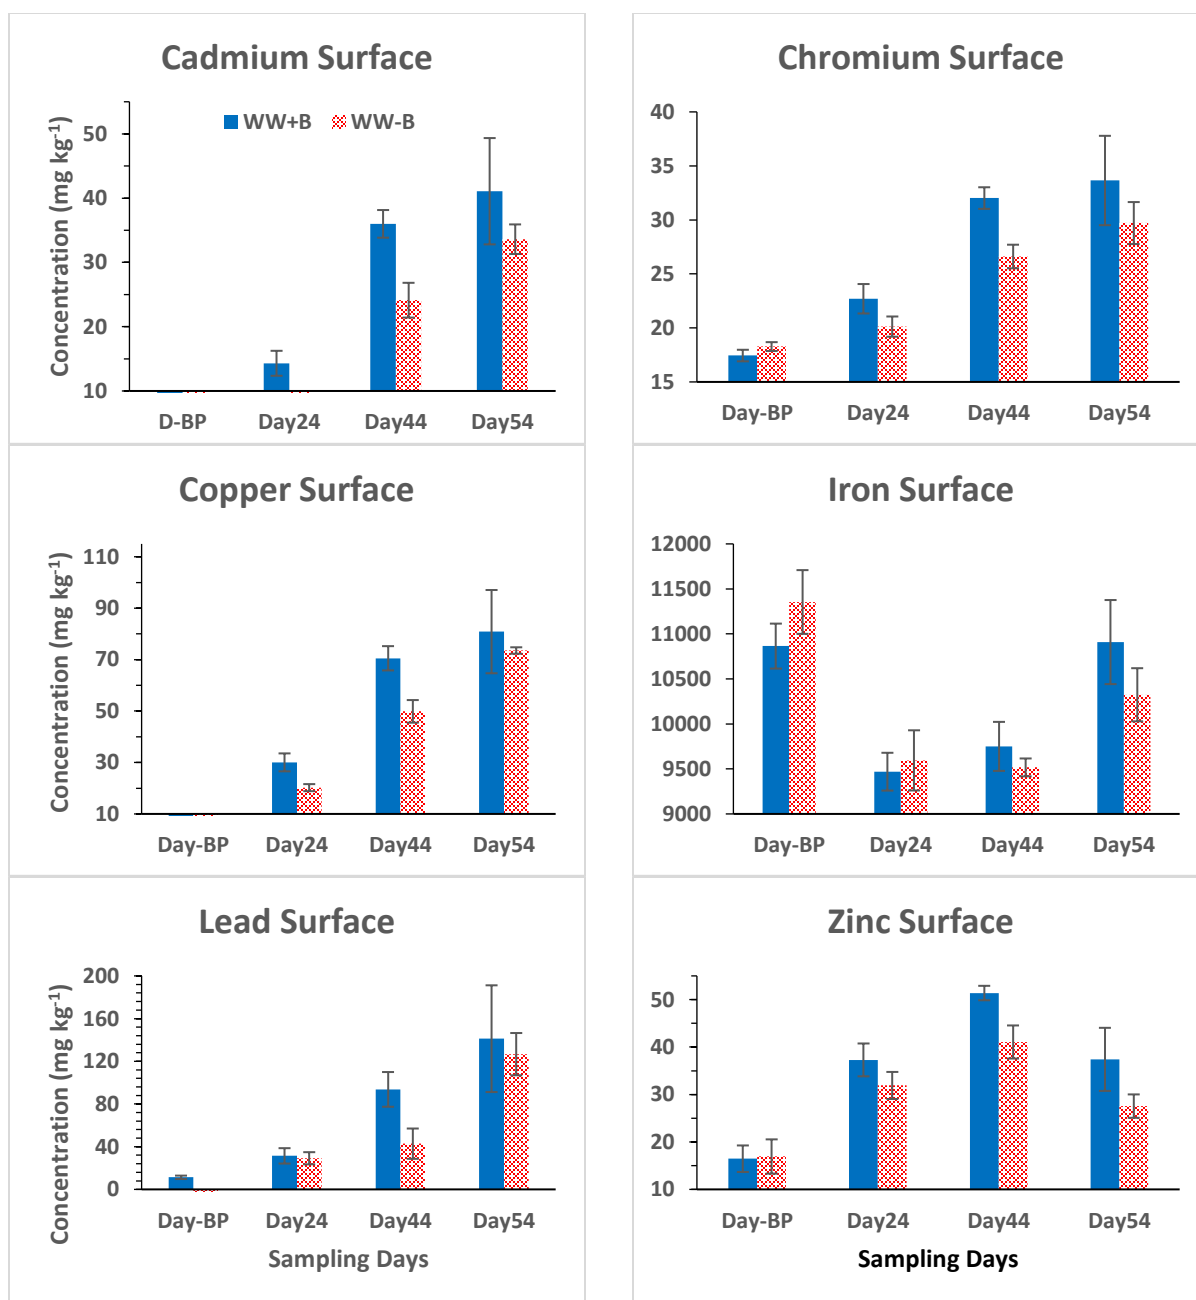 Cadmium Surface
Concentration (mg kg-1)
WW+B WW-B
50
40
30
20
10
D-BP Day24 Day44 Day54
Chromium Surface
40
35
30
25
20
15
Day-BP Day24 Day44 Day54
Copper Surface
Concentration (mg kg-1)
110
90
70
50
30
10
Day-BP Day24 Day44 Day54
Iron Surface
12000
11500
11000
10500
10000
9500
9000
Day-BP Day24 Day44 Day54
Lead Surface
Concentration (mg kg-1)
200
160
120
80
40
0
Day-BP Day24 Day44 Day54
Sampling Days
Zinc Surface
50
40
30
20
10
Day-BP Day24 Day44 Day54
Sampling Days